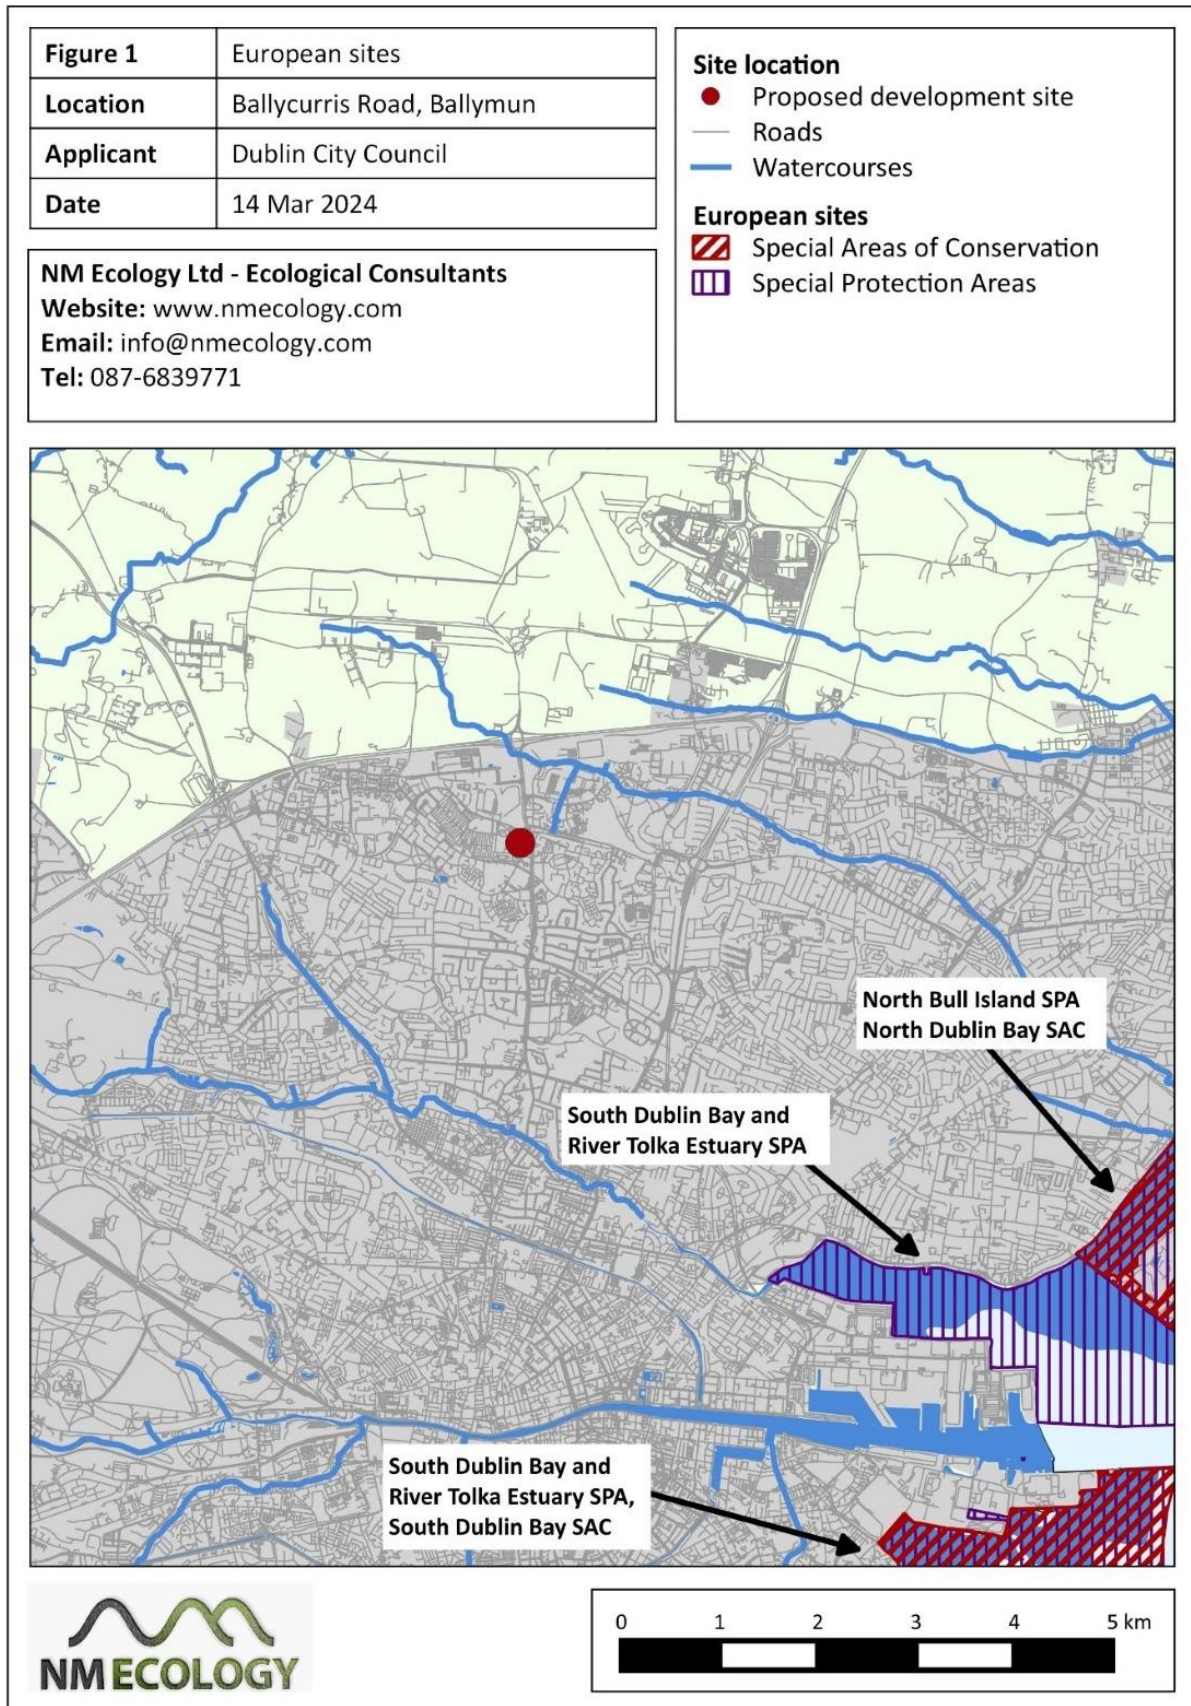 Figure 1 European sites
Location Ballycurris Road, Ballymun
Applicant Dublin City Council
Date 14 Mar 2024
NM Ecology Ltd - Ecological Consultants
Website: www.nmecology.com
Email: info@nmecology.com
Tel: 087-6839771
Site location
Proposed development site
Roads
Watercourses
European sites
Special Areas of Conservation
Special Protection Areas
North Bull Island SPA
North Dublin Bay SAC
South Dublin Bay and
River Tolka Estuary SPA
South Dublin Bay and
River Tolka Estuary SPA,
South Dublin Bay SAC
NM ECOLOGY
0 1 2 3 4 5 km